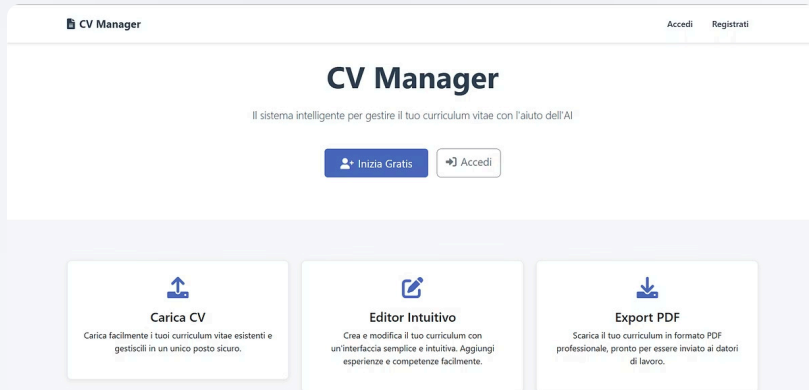 CV Manager
Accedi
Registrati
CV Manager
Il sistema intelligente per gestire il tuo curriculum vitae con l'aiuto dell'AI
Inizia Gratis
Accedi
Carica CV
Carica facilmente i tuoi curriculum vitae esistenti e
gestiscili in un unico posto sicuro.
Editor Intuitivo
Crea e modifica il tuo curriculum con
un'interfaccia semplice e intuitiva. Aggiungi
esperienze e competenze facilmente.
Export PDF
Scarica il tuo curriculum in formato PDF
professionale, pronto per essere inviato ai datori
di lavoro.